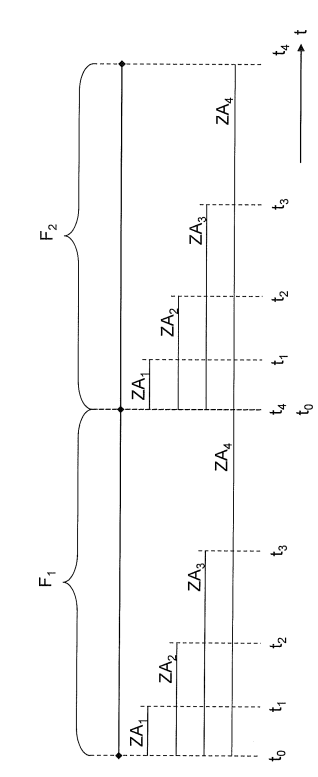 F₁ F₂
ZA₁ ZA₁
ZA₂ ZA₂
ZA₃ ZA₃
ZA₄ ZA₄
t₀ t₁ t₂ t₃ t₄ t₁ t₂ t₃ t₄
t₀ t